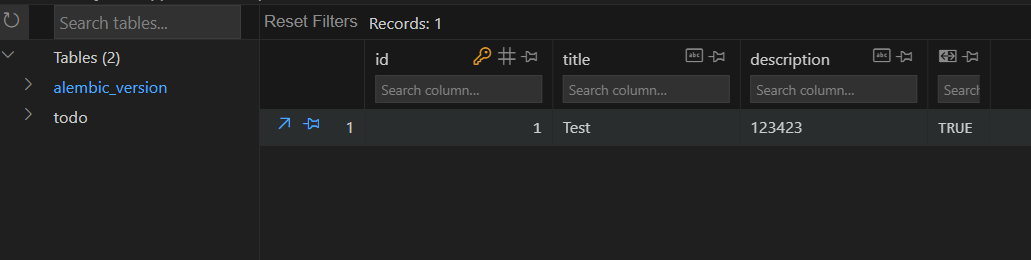 Search tables...
Reset Filters Records: 1
Tables (2)
alembic_version
todo
id title description
Search column... Search column... Search column... Search
1 1 Test 123423 TRUE